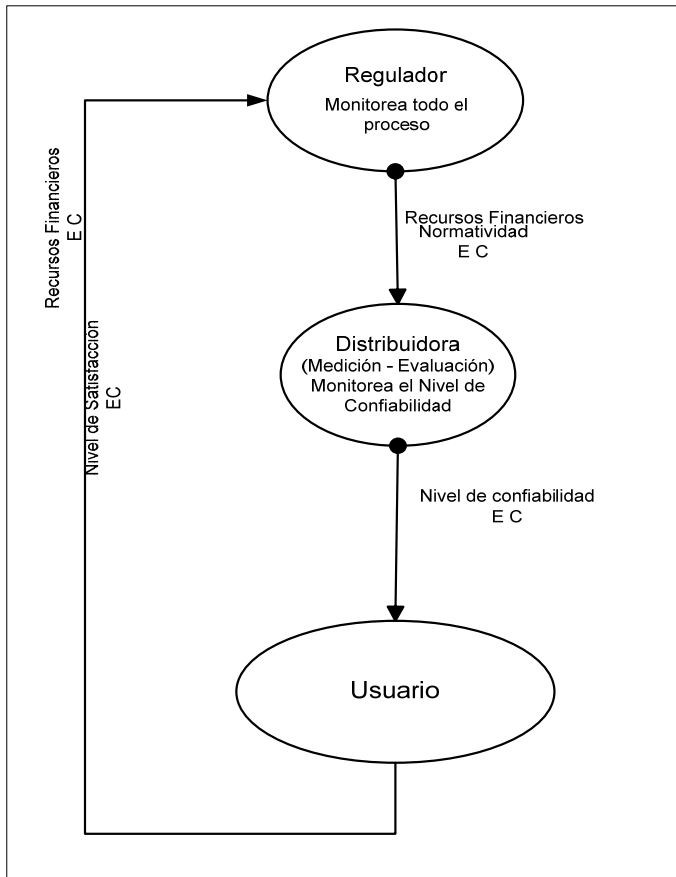 Regulador
Monitorea todo el
proceso
Recursos Financieros
Normatividad
E C
Distribuidora
(Medición - Evaluación)
Monitorea el Nivel de
Confiabilidad
Nivel de confiabilidad
E C
Usuario
Recursos Financieros
E C
Nivel de Satisfacción
EC